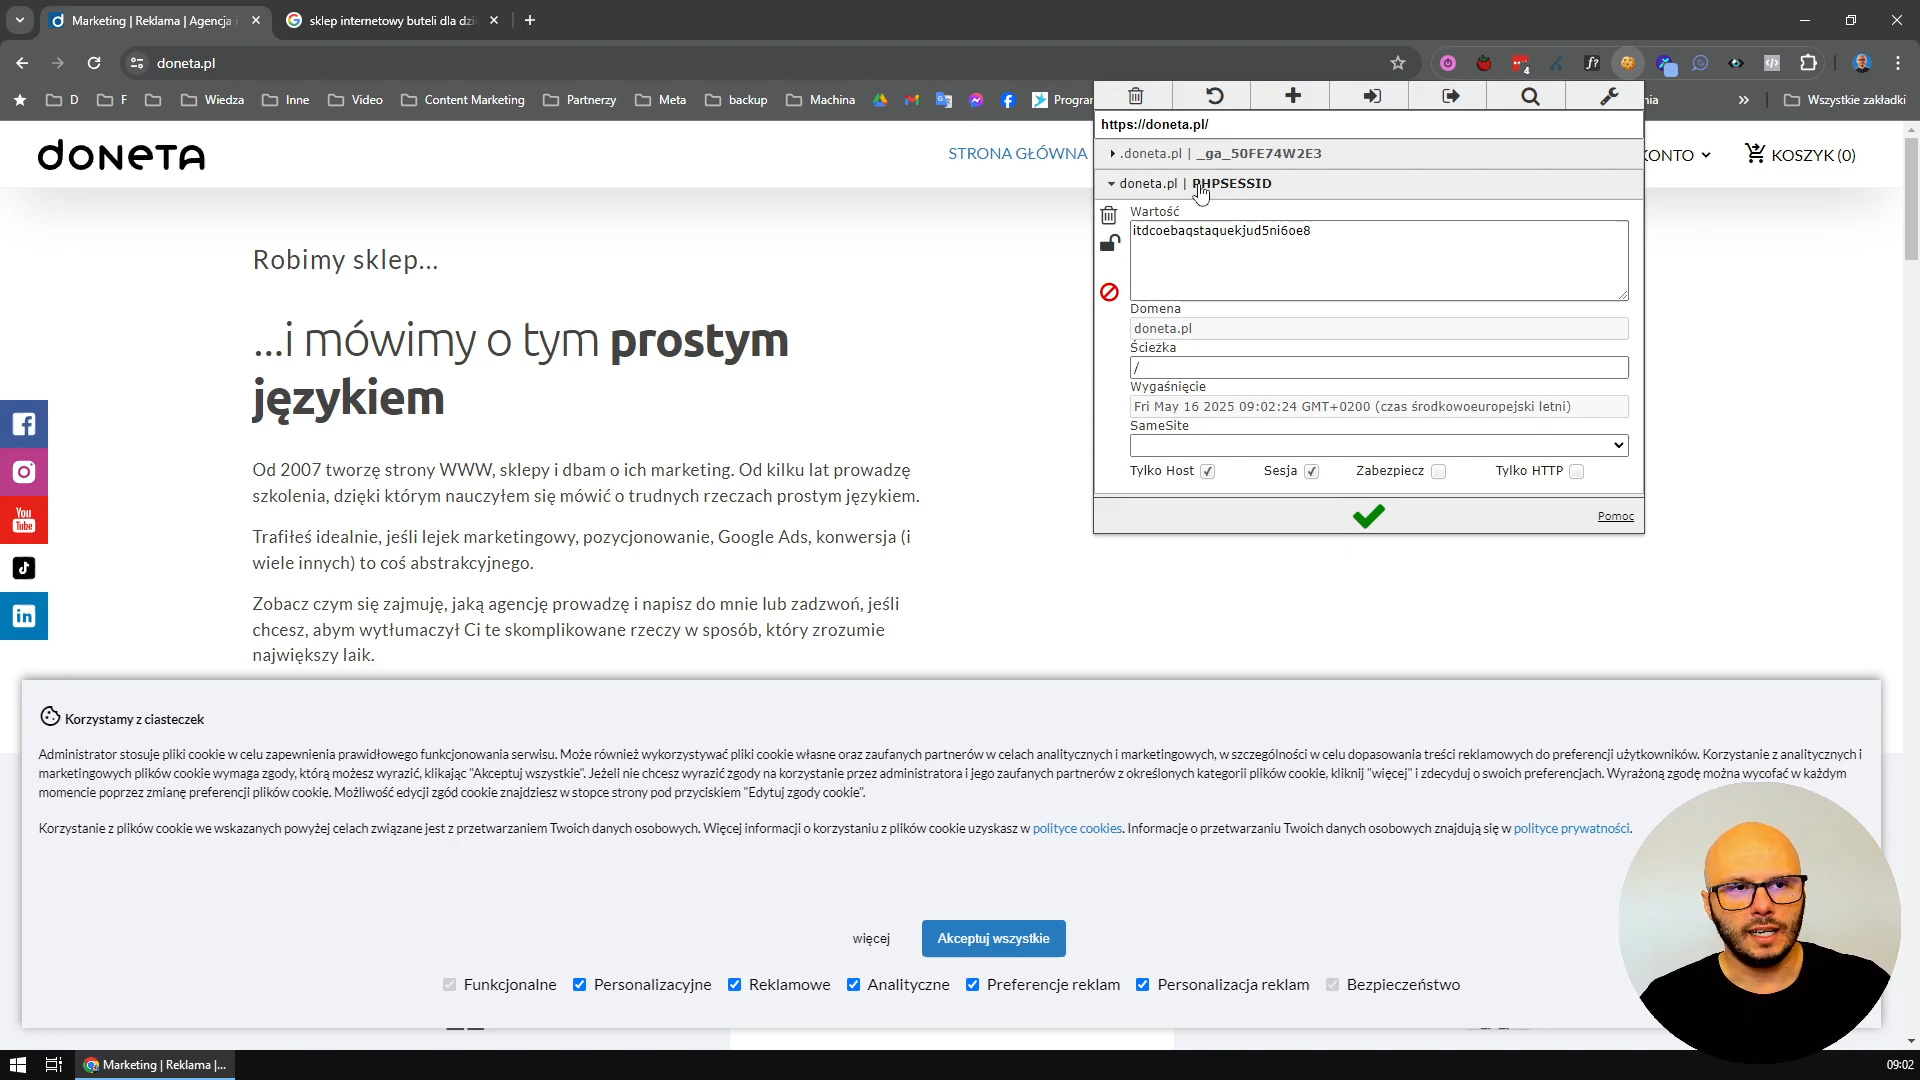 Marketing | Reklama | Agencja i
sklep internetowy buteli dla dzi
doneta.pl
4
D
F
Wiedza
Inne
Video
Content Marketing
Partnerzy
Meta
backup
Machina
Wszystkie zakładki
DONETA
STRONA GŁÓWNA
KOSZYK (0)
https://doneta.pl/
.doneta.pl | _ga_50FE74W2E3
doneta.pl | PHPSESSID
Wartość
itdcoebaqstaquekjud5ni6oe8
Domena
doneta.pl
Ścieżka
/
Wygaśnięcie
Fri May 16 2025 09:02:24 GMT+0200 (czas środkowoeuropejski letni)
SameSite
Tylko Host
Sesja
Zabezpiecz
Tylko HTTP
Pomoc
Robimy sklep...
...i mówimy o tym prostym
językiem
Od 2007 tworzę strony WWW, sklepy i dbam o ich marketing. Od kilku lat prowadzę
szkolenia, dzięki którym nauczyłem się mówić o trudnych rzeczach prostym językiem.
Trafiłeś idealnie, jeśli lejek marketingowy, pozycjonowanie, Google Ads, konwersja (i
wiele innych) to coś abstrakcyjnego.
Zobacz czym się zajmuję, jaką agencję prowadzę i napisz do mnie lub zadzwoń, jeśli
chcesz, abym wytłumaczył Ci te skomplikowane rzeczy w sposób, który zrozumie
największy laik.
You
Tube
in
Korzystamy z ciasteczek
Administrator stosuje pliki cookie w celu zapewnienia prawidłowego funkcjonowania serwisu. Może również wykorzystywać pliki cookie własne oraz zaufanych partnerów w celach analitycznych i marketingowych, w szczególności w celu dopasowania treści reklamowych do preferencji użytkowników. Korzystanie z analitycznych i
marketingowych plików cookie wymaga zgody, którą możesz wyrazić, klikając "Akceptuj wszystkie". Jeżeli nie chcesz wyrazić zgody na korzystanie przez administratora i jego zaufanych partnerów z określonych kategorii plików cookie, kliknij "więcej" i zdecyduj o swoich preferencjach. Wyrażoną zgodę można wycofać w każdym
momencie poprzez zmianę preferencji plików cookie. Możliwość edycji zgód cookie znajdziesz w stopce strony pod przyciskiem "Edytuj zgody cookie".
Korzystanie z plików cookie we wskazanych powyżej celach związane jest z przetwarzaniem Twoich danych osobowych. Więcej informacji o korzystaniu z plików cookie uzyskasz w polityce cookies. Informacje o przetwarzaniu Twoich danych osobowych znajdują się w polityce prywatności.
więcej
Akceptuj wszystkie
Funkcjonalne
Personalizacyjne
Reklamowe
Analityczne
Preferencje reklam
Personalizacja reklam
Bezpieczeństwo
Marketing | Reklama |...
09:02